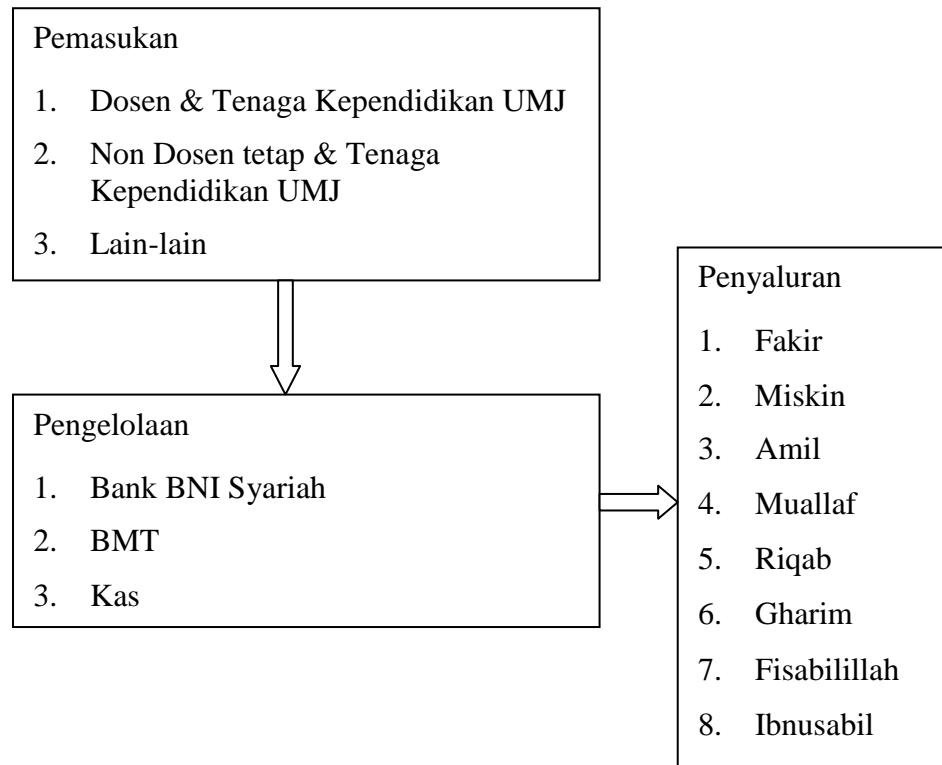 Pemasukan
1. Dosen & Tenaga Kependidikan UMJ
2. Non Dosen tetap & Tenaga
Kependidikan UMJ
3. Lain-lain
Pengelolaan
1. Bank BNI Syariah
2. BMT
3. Kas
Penyaluran
1. Fakir
2. Miskin
3. Amil
4. Muallaf
5. Riqab
6. Gharim
7. Fisabilillah
8. Ibnusabil